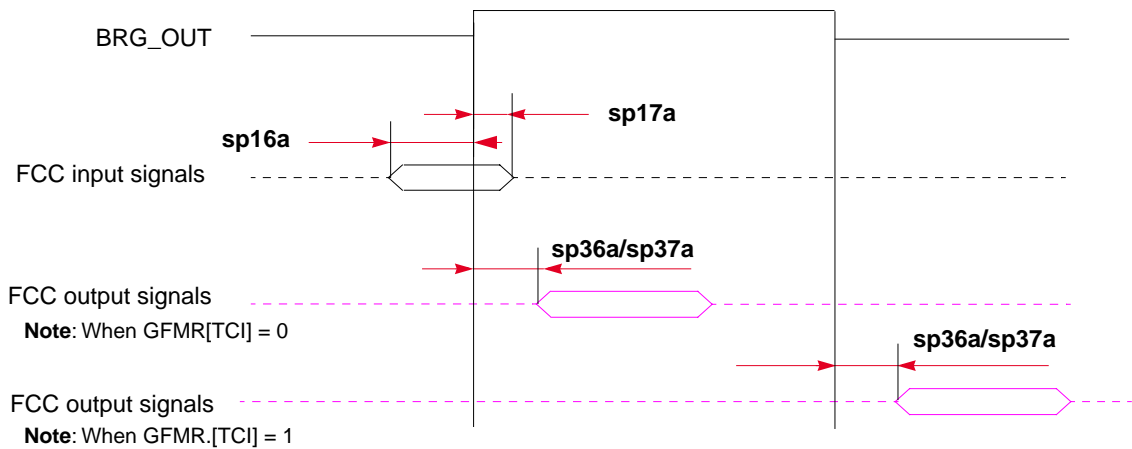 BRG_OUT
sp17a
sp16a
FCC input signals
sp36a/sp37a
FCC output signals
Note: When GFMR[TCI] = 0
sp36a/sp37a
FCC output signals
Note: When GFMR.[TCI] = 1